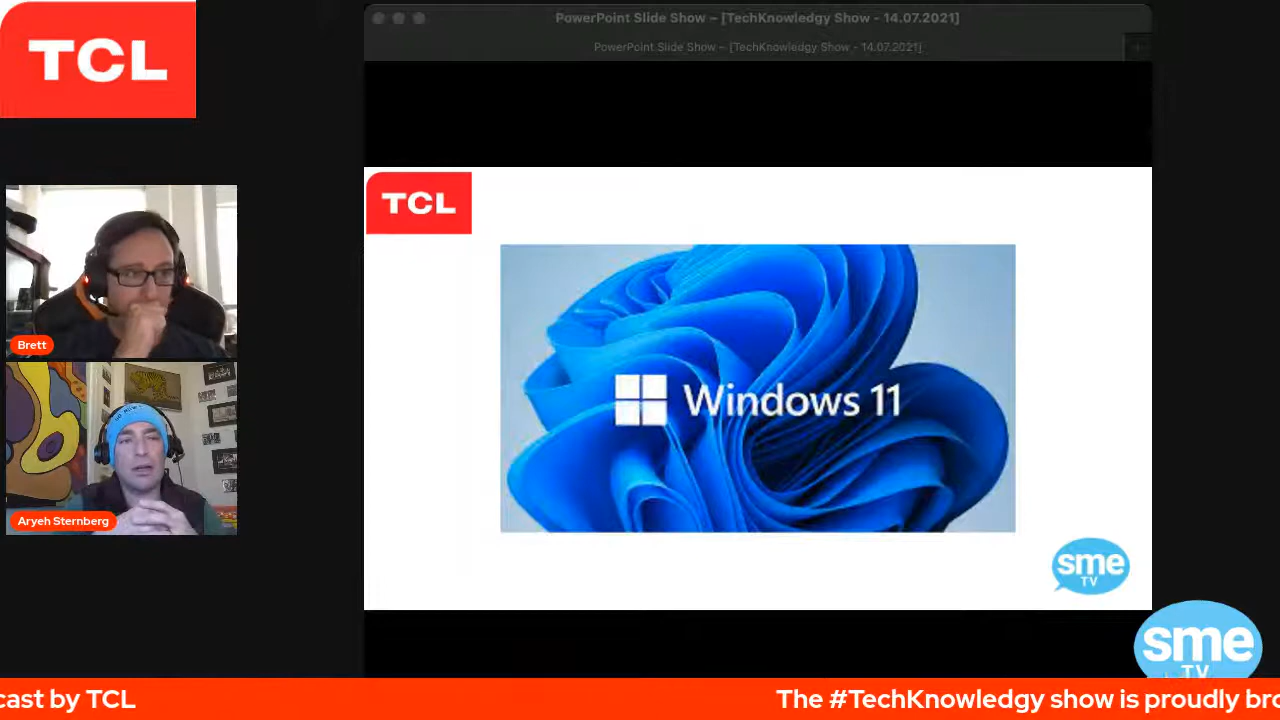 TCL
PowerPoint Slide Show – [TechKnowledgy Show - 14.07.2021]
PowerPoint Slide Show – [TechKnowledgy Show - 14.07.2021]
TCL
Brett
Windows 11
Aryeh Sternberg
sme
TV
sme
TV
cast by TCL
The #TechKnowledgy show is proudly bro